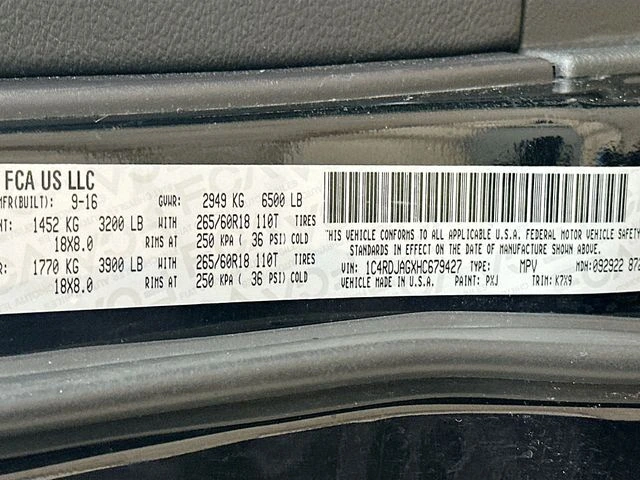 FCA US LLC
MFR(BUILT): 9-16 GVWR: 2949 KG 6500 LB
NT: 1452 KG 3200 LB WITH 265/60R18 110T TIRES
18X8.0 RIMS AT 250 KPA ( 36 PSI) COLD
R: 1770 KG 3900 LB WITH 265/60R18 110T TIRES
18X8.0 RIMS AT 250 KPA ( 36 PSI) COLD
THIS VEHICLE CONFORMS TO ALL APPLICABLE U.S.A. FEDERAL MOTOR VEHICLE SAFETY
STANDARDS IN EFFECT ON THE DATE OF MANUFACTURE SHOWN ABOVE.
VIN: 1C4RDJAGXHC679427 TYPE: MPV MDH: 092922 872
VEHICLE MADE IN U.S.A. PAINT: PXJ TRIM: K7X9